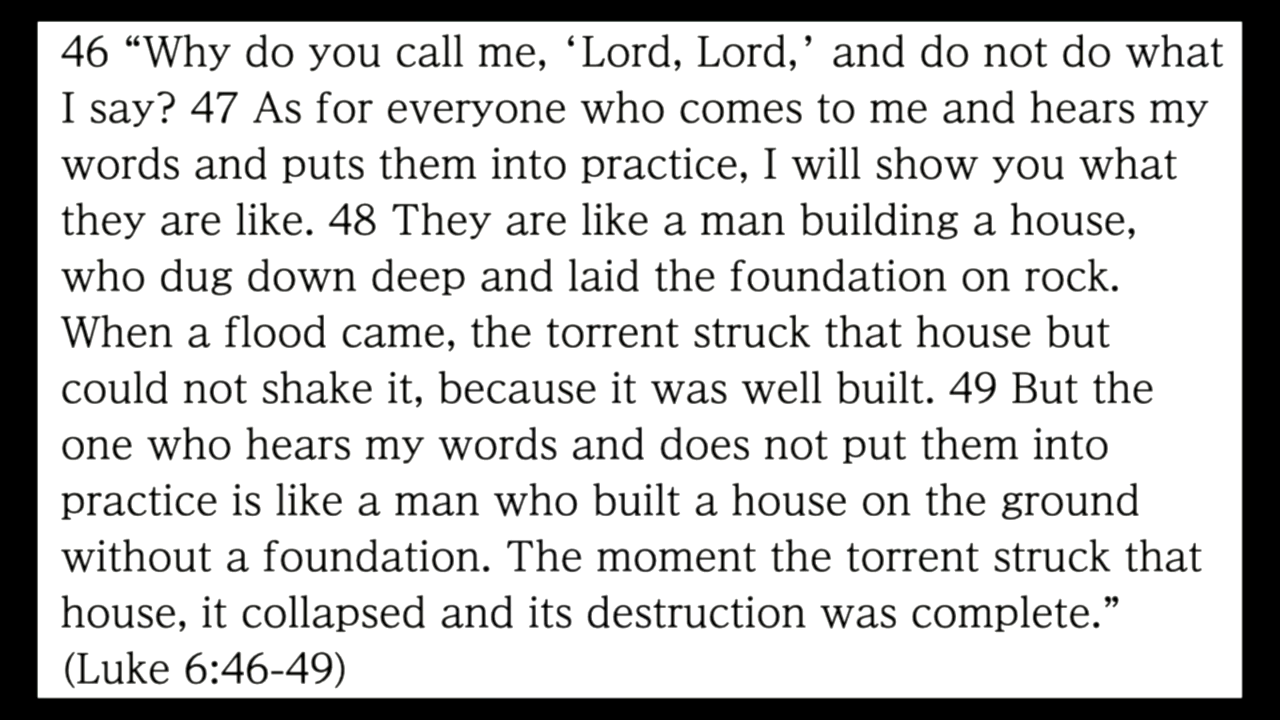 46 “Why do you call me, ‘Lord, Lord,’ and do not do what
I say? 47 As for everyone who comes to me and hears my
words and puts them into practice, I will show you what
they are like. 48 They are like a man building a house,
who dug down deep and laid the foundation on rock.
When a flood came, the torrent struck that house but
could not shake it, because it was well built. 49 But the
one who hears my words and does not put them into
practice is like a man who built a house on the ground
without a foundation. The moment the torrent struck that
house, it collapsed and its destruction was complete.”
(Luke 6:46-49)